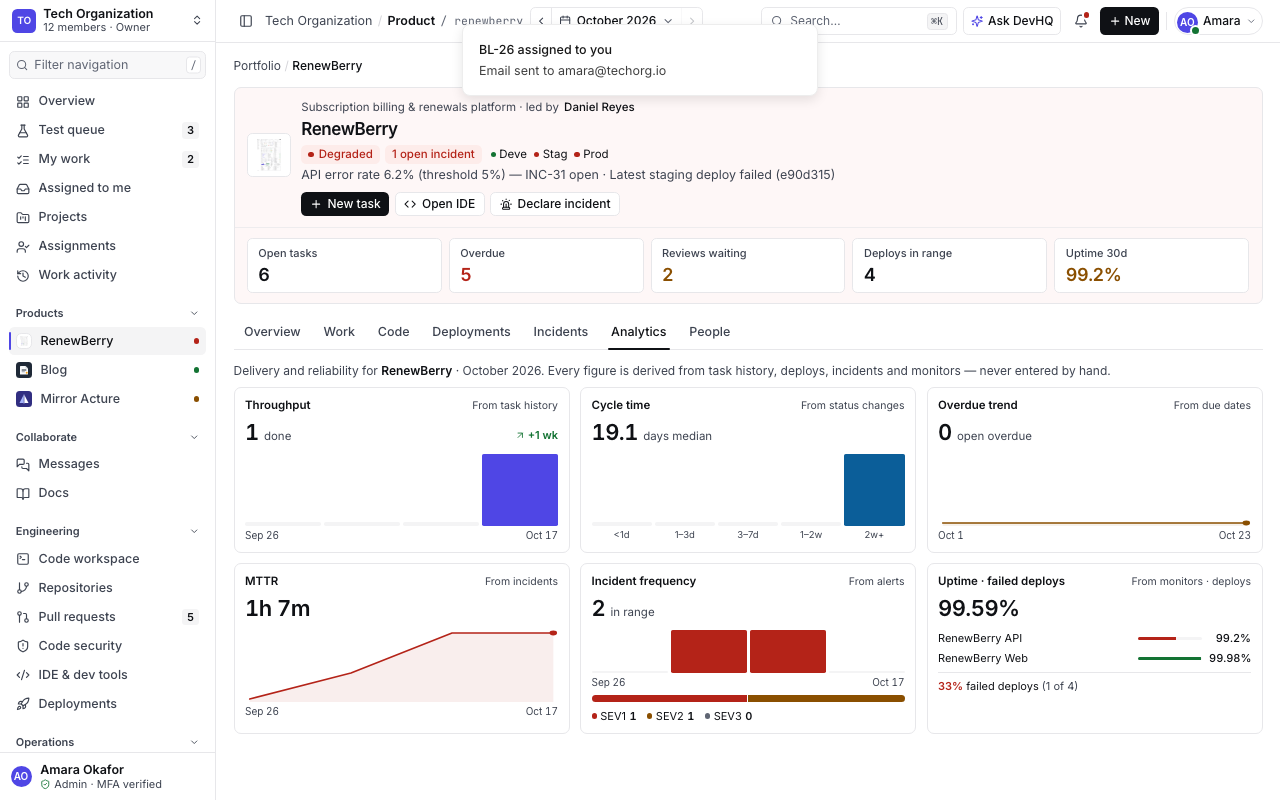 TO
Tech Organization
12 members · Owner
Filter navigation
/
Overview
Test queue 3
My work 2
Assigned to me
Projects
Assignments
Work activity
Products
RenewBerry
Blog
Mirror Acture
Collaborate
Messages
Docs
Engineering
Code workspace
Repositories
Pull requests 5
Code security
IDE & dev tools
Deployments
Operations
AO
Amara Okafor
Admin · MFA verified
Tech Organization / Product / renewberry
October 2026
Search... ⌘K
Ask DevHQ
New
AO Amara
BL-26 assigned to you
Email sent to amara@techorg.io
Portfolio / RenewBerry
Subscription billing & renewals platform · led by Daniel Reyes
RenewBerry
Degraded 1 open incident Deve Stag Prod
API error rate 6.2% (threshold 5%) — INC-31 open · Latest staging deploy failed (e90d315)
New task Open IDE Declare incident
Open tasks
6
Overdue
5
Reviews waiting
2
Deploys in range
4
Uptime 30d
99.2%
Overview Work Code Deployments Incidents Analytics People
Delivery and reliability for RenewBerry · October 2026. Every figure is derived from task history, deploys, incidents and monitors — never entered by hand.
Throughput From task history
1 done +1 wk
Sep 26 Oct 17
Cycle time From status changes
19.1 days median
<1d 1–3d 3–7d 1–2w 2w+
Overdue trend From due dates
0 open overdue
Oct 1 Oct 23
MTTR From incidents
1h 7m
Sep 26 Oct 17
Incident frequency From alerts
2 in range
Sep 26 Oct 17
SEV1 1 SEV2 1 SEV3 0
Uptime · failed deploys From monitors · deploys
99.59%
RenewBerry API 99.2%
RenewBerry Web 99.98%
33% failed deploys (1 of 4)